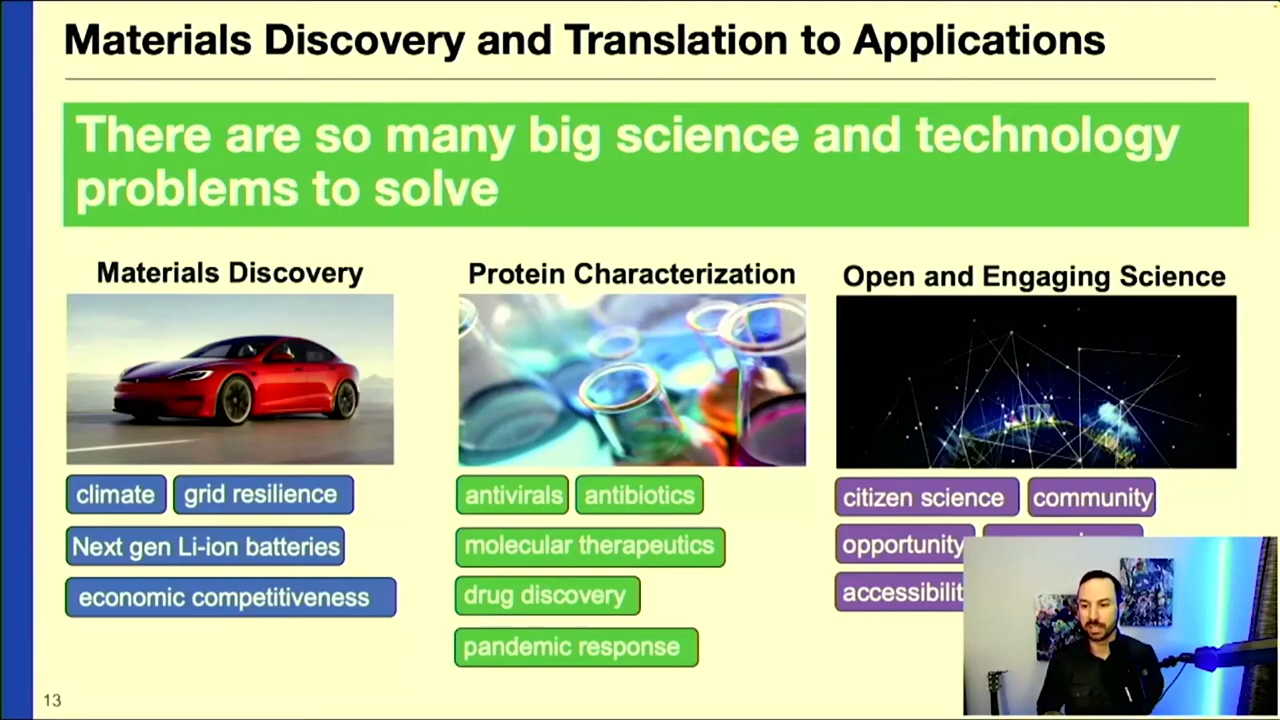 Materials Discovery and Translation to Applications
There are so many big science and technology
problems to solve
Materials Discovery
climate
grid resilience
Next gen Li-ion batteries
economic competitiveness
Protein Characterization
antivirals
antibiotics
molecular therapeutics
drug discovery
pandemic response
Open and Engaging Science
citizen science
community
opportunity
accessibilit
13